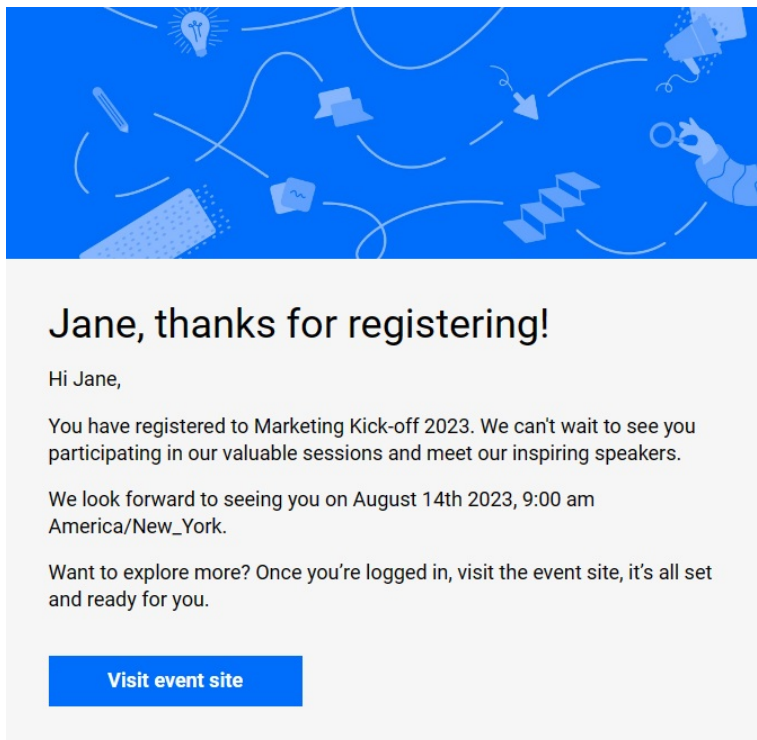 Jane, thanks for registering!
Hi Jane,
You have registered to Marketing Kick-off 2023. We can't wait to see you
participating in our valuable sessions and meet our inspiring speakers.
We look forward to seeing you on August 14th 2023, 9:00 am
America/New_York.
Want to explore more? Once you’re logged in, visit the event site, it’s all set
and ready for you.
Visit event site